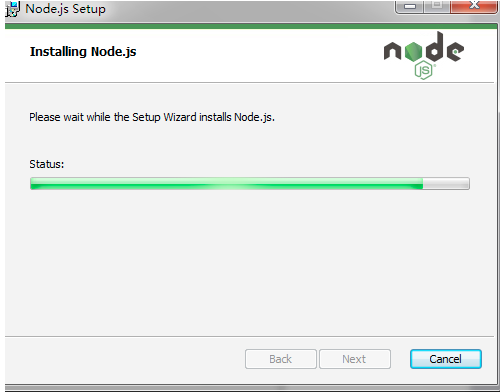 Node.js Setup
Installing Node.js
node
JS
Please wait while the Setup Wizard installs Node.js.
Status:
Back
Next
Cancel